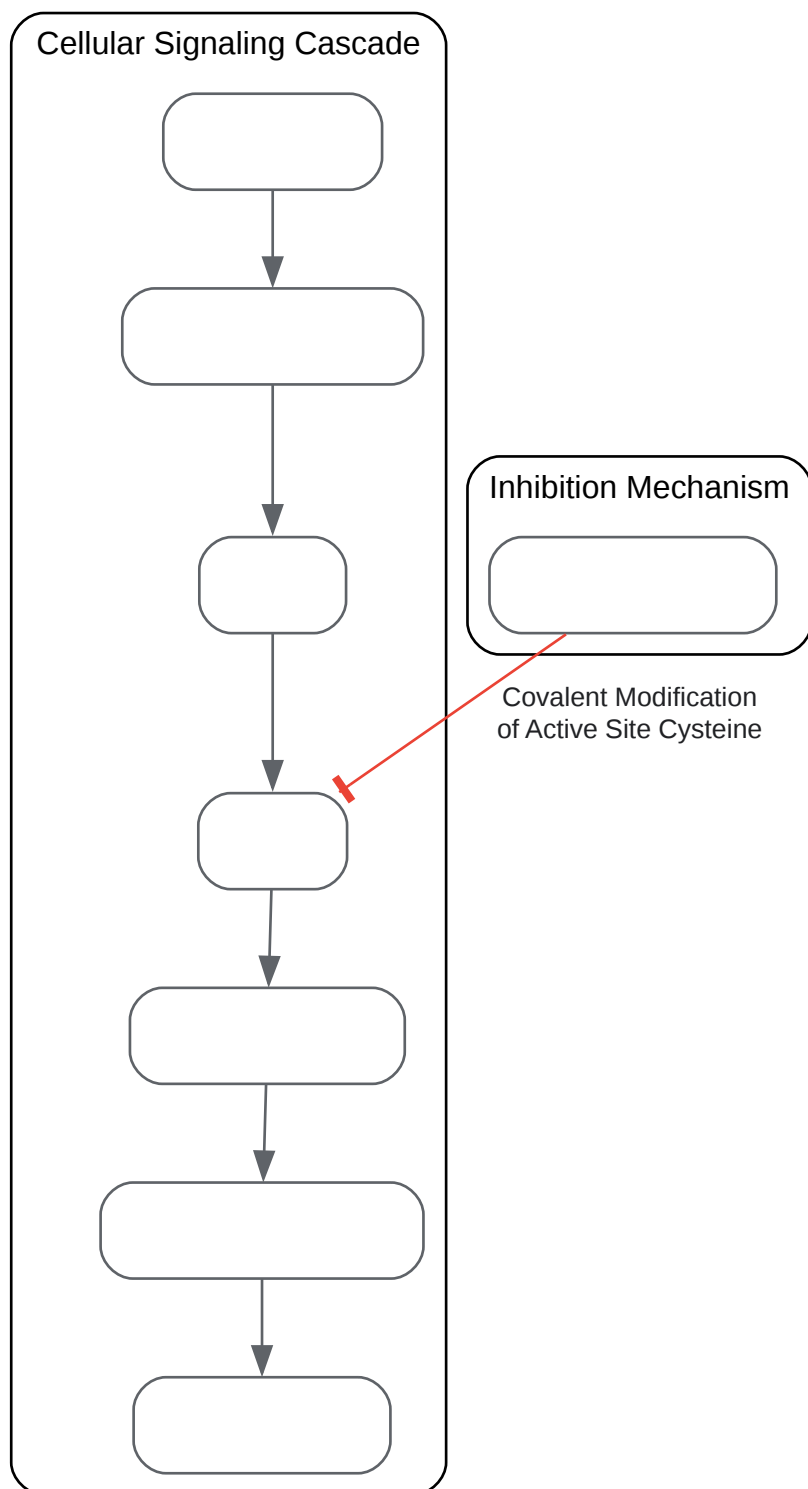 Cellular Signaling Cascade
Inhibition Mechanism
Covalent Modification
of Active Site Cysteine